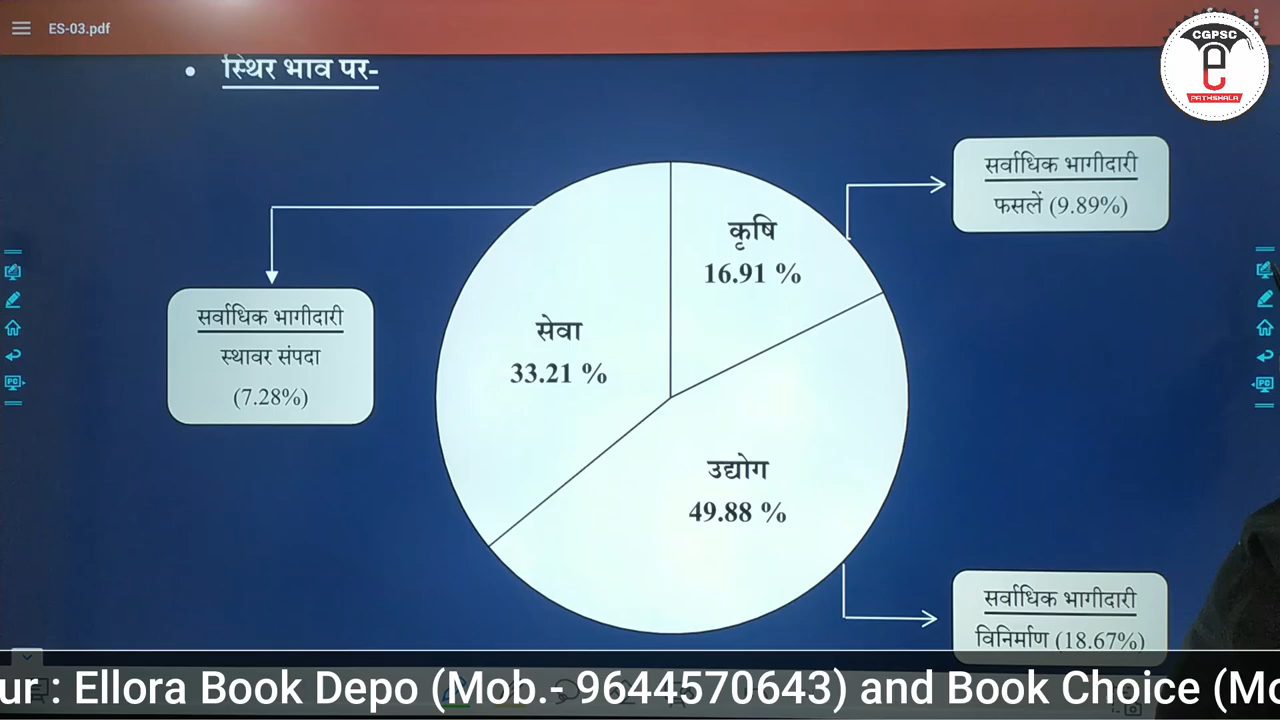 ES-03.pdf
CGPSC
PATHSHALA
• स्थिर भाव पर-
सर्वाधिक भागीदारी
फसलें (9.89%)
कृषि
16.91 %
सर्वाधिक भागीदारी
स्थावर संपदा
(7.28%)
सेवा
33.21 %
उद्योग
49.88 %
सर्वाधिक भागीदारी
विनिर्माण (18.67%)
ur : Ellora Book Depo (Mob.- 9644570643) and Book Choice (Mo